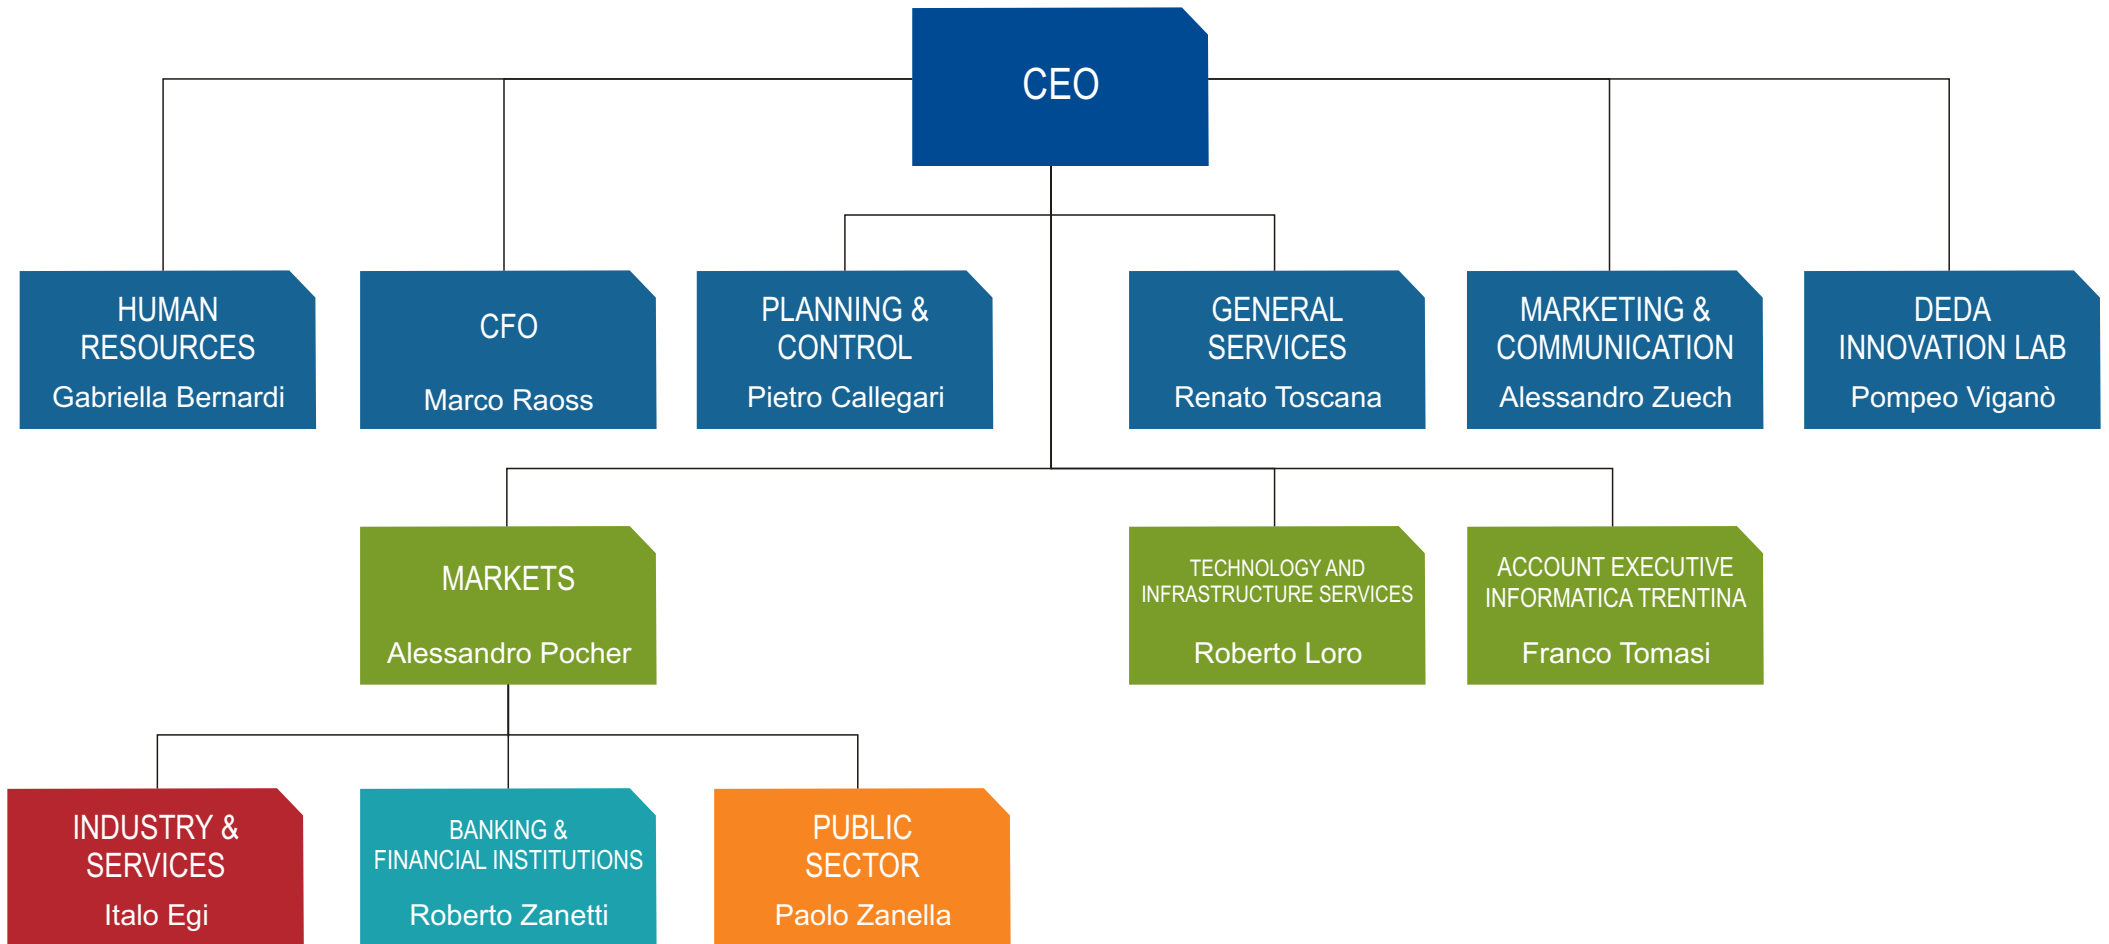 CEO
HUMAN
RESOURCES
Gabriella Bernardi
CFO
Marco Raoss
PLANNING &
CONTROL
Pietro Callegari
GENERAL
SERVICES
Renato Toscana
MARKETING &
COMMUNICATION
Alessandro Zuech
DEDA
INNOVATION LAB
Pompeo Viganò
MARKETS
Alessandro Pocher
TECHNOLOGY AND
INFRASTRUCTURE SERVICES
Roberto Loro
ACCOUNT EXECUTIVE
INFORMATICA TRENTINA
Franco Tomasi
INDUSTRY &
SERVICES
Italo Egi
BANKING &
FINANCIAL INSTITUTIONS
Roberto Zanetti
PUBLIC
SECTOR
Paolo Zanella